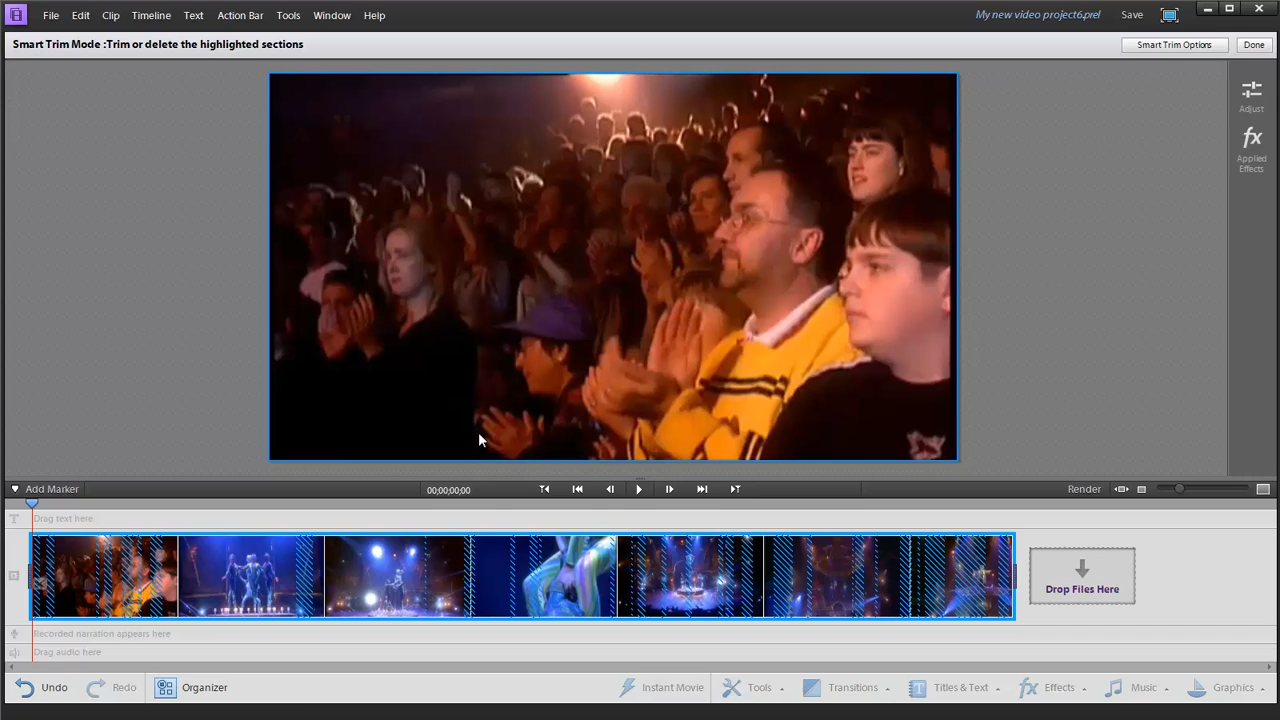 File Edit Clip Timeline Text Action Bar Tools Window Help
My new video project6.prel Save
Smart Trim Mode :Trim or delete the highlighted sections
Smart Trim Options Done
Adjust
fx
Applied
Effects
Add Marker
00;00;00;00
Render
T Drag text here
Drop Files Here
Recorded narration appears here
Drag audio here
Undo Redo Organizer Instant Movie Tools Transitions T Titles & Text fx Effects Music Graphics